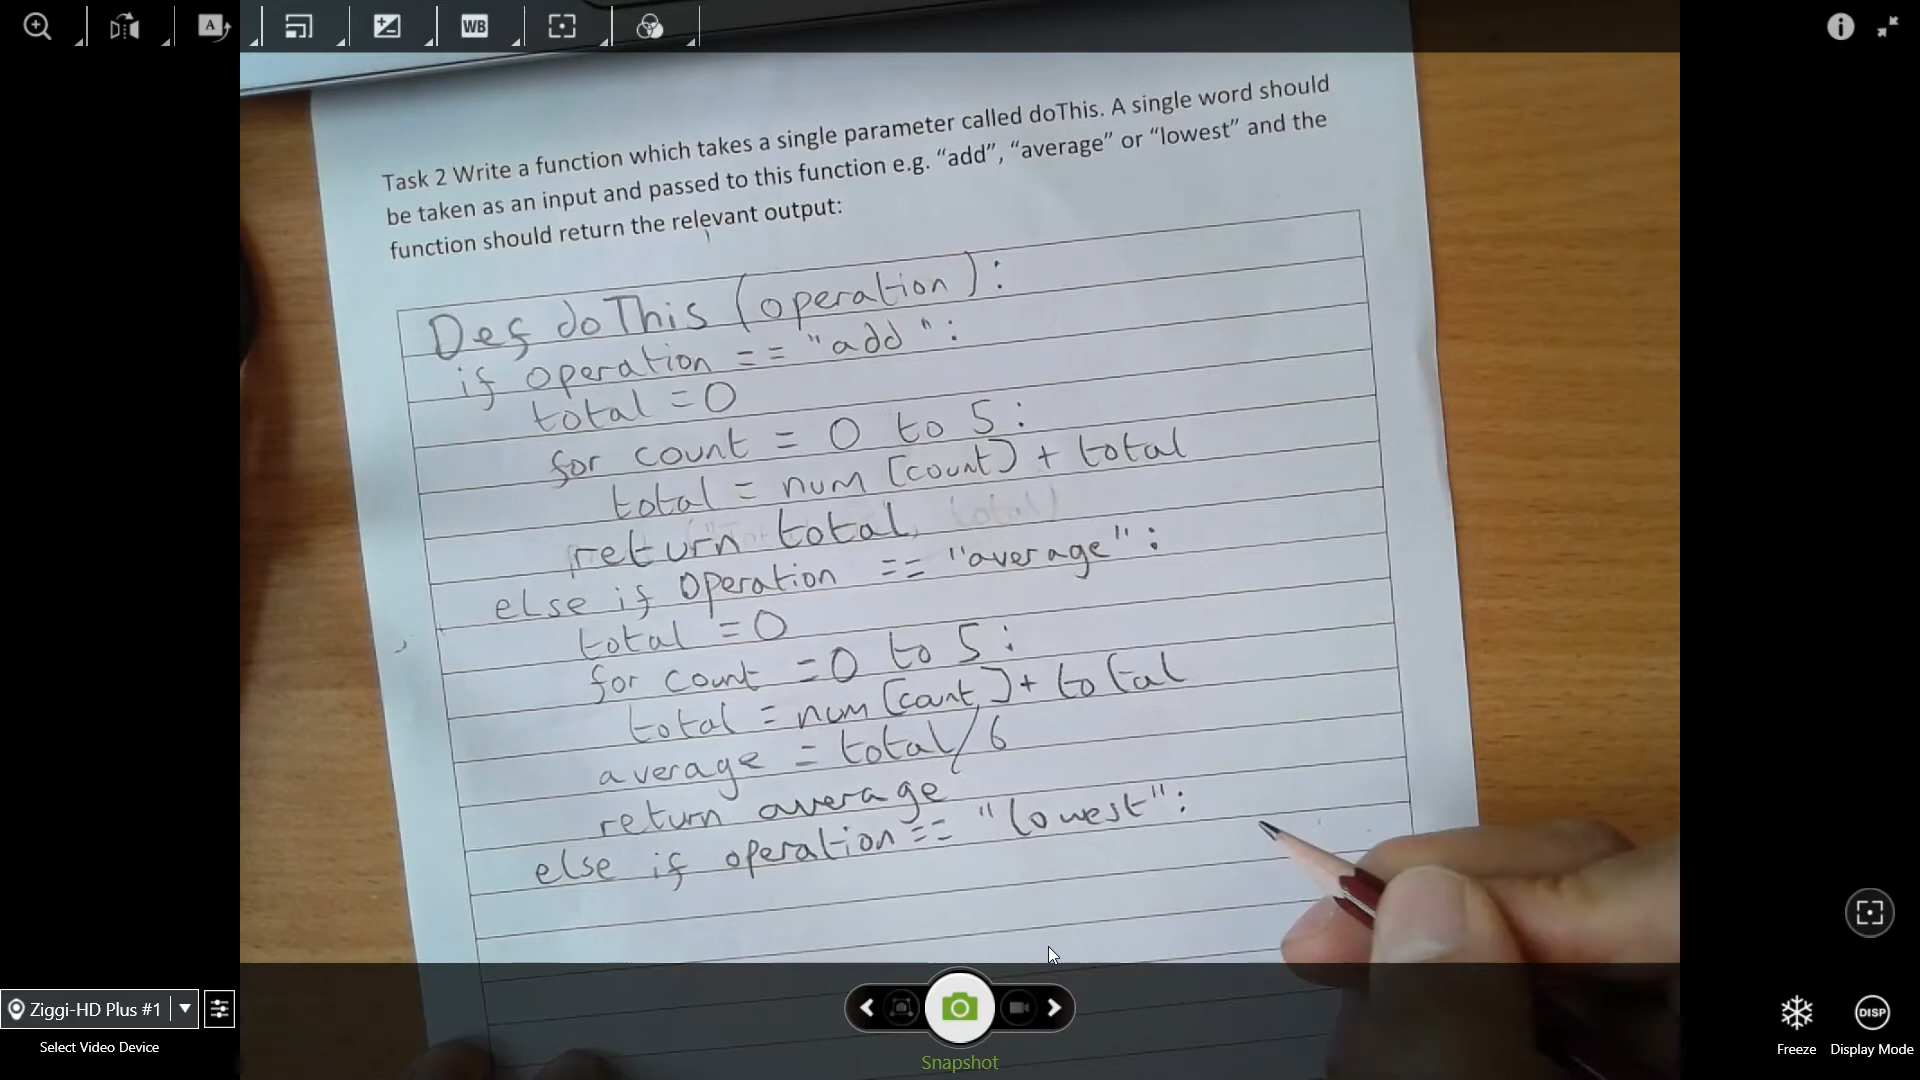 A
WB
Task 2 Write a function which takes a single parameter called doThis. A single word should
be taken as an input and passed to this function e.g. “add”, “average” or “lowest” and the
function should return the relevant output:
Def doThis (operation):
if operation == "add":
total = 0
for count = 0 to 5:
total = num [count] + total
return total
else if operation == "average":
total = 0
for count = 0 to 5:
total = num [count] + total
average = total/6
return average
else if operation == "lowest":
Ziggi-HD Plus #1
Select Video Device
Snapshot
Freeze
DISP
Display Mode